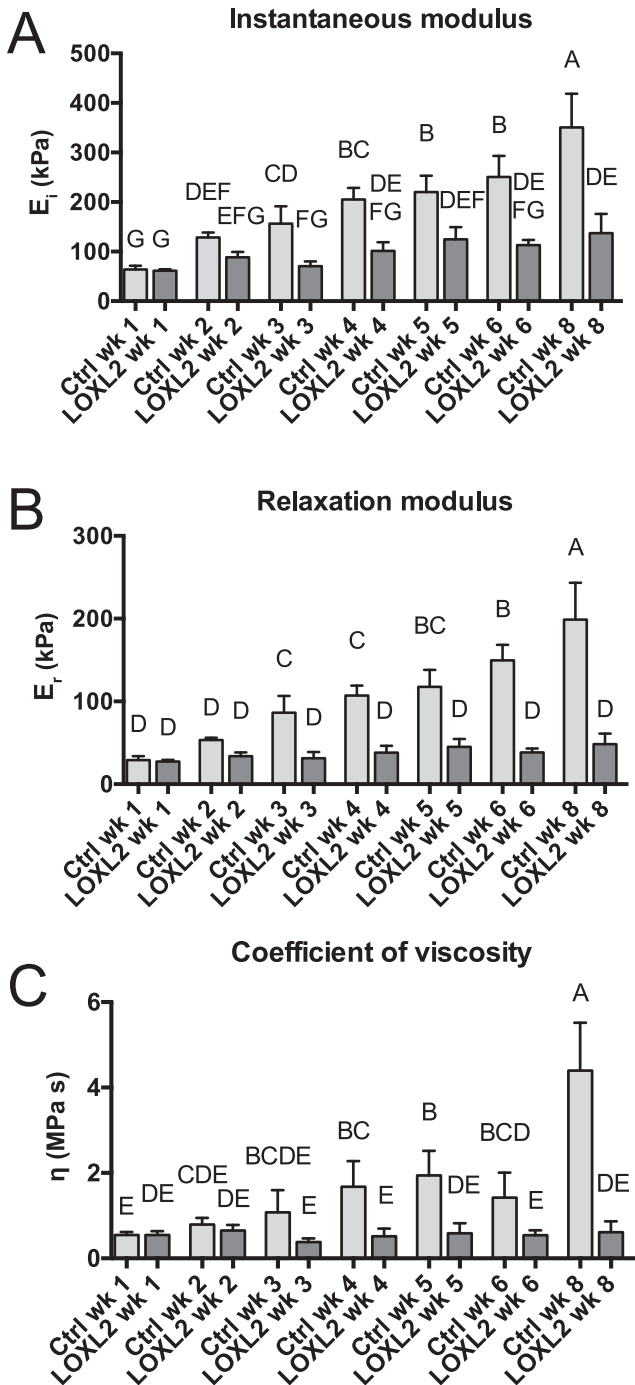 A
Instantaneous modulus
E_i (kPa)
500
400
300
200
100
0
G
G
DEF
EFG
CD
FG
BC
DE
FG
B
DEF
B
DE
FG
A
DE
Ctrl wk 1
LOXL2 wk 1
Ctrl wk 2
LOXL2 wk 2
Ctrl wk 3
LOXL2 wk 3
Ctrl wk 4
LOXL2 wk 4
Ctrl wk 5
LOXL2 wk 5
Ctrl wk 6
LOXL2 wk 6
Ctrl wk 8
LOXL2 wk 8
B
Relaxation modulus
E_r (kPa)
300
200
100
0
D
D
D
D
C
D
C
D
BC
D
B
D
A
D
Ctrl wk 1
LOXL2 wk 1
Ctrl wk 2
LOXL2 wk 2
Ctrl wk 3
LOXL2 wk 3
Ctrl wk 4
LOXL2 wk 4
Ctrl wk 5
LOXL2 wk 5
Ctrl wk 6
LOXL2 wk 6
Ctrl wk 8
LOXL2 wk 8
C
Coefficient of viscosity
η (MPa s)
6
4
2
0
E
DE
CDE
DE
BCDE
E
BC
E
B
DE
BCD
E
A
DE
Ctrl wk 1
LOXL2 wk 1
Ctrl wk 2
LOXL2 wk 2
Ctrl wk 3
LOXL2 wk 3
Ctrl wk 4
LOXL2 wk 4
Ctrl wk 5
LOXL2 wk 5
Ctrl wk 6
LOXL2 wk 6
Ctrl wk 8
LOXL2 wk 8